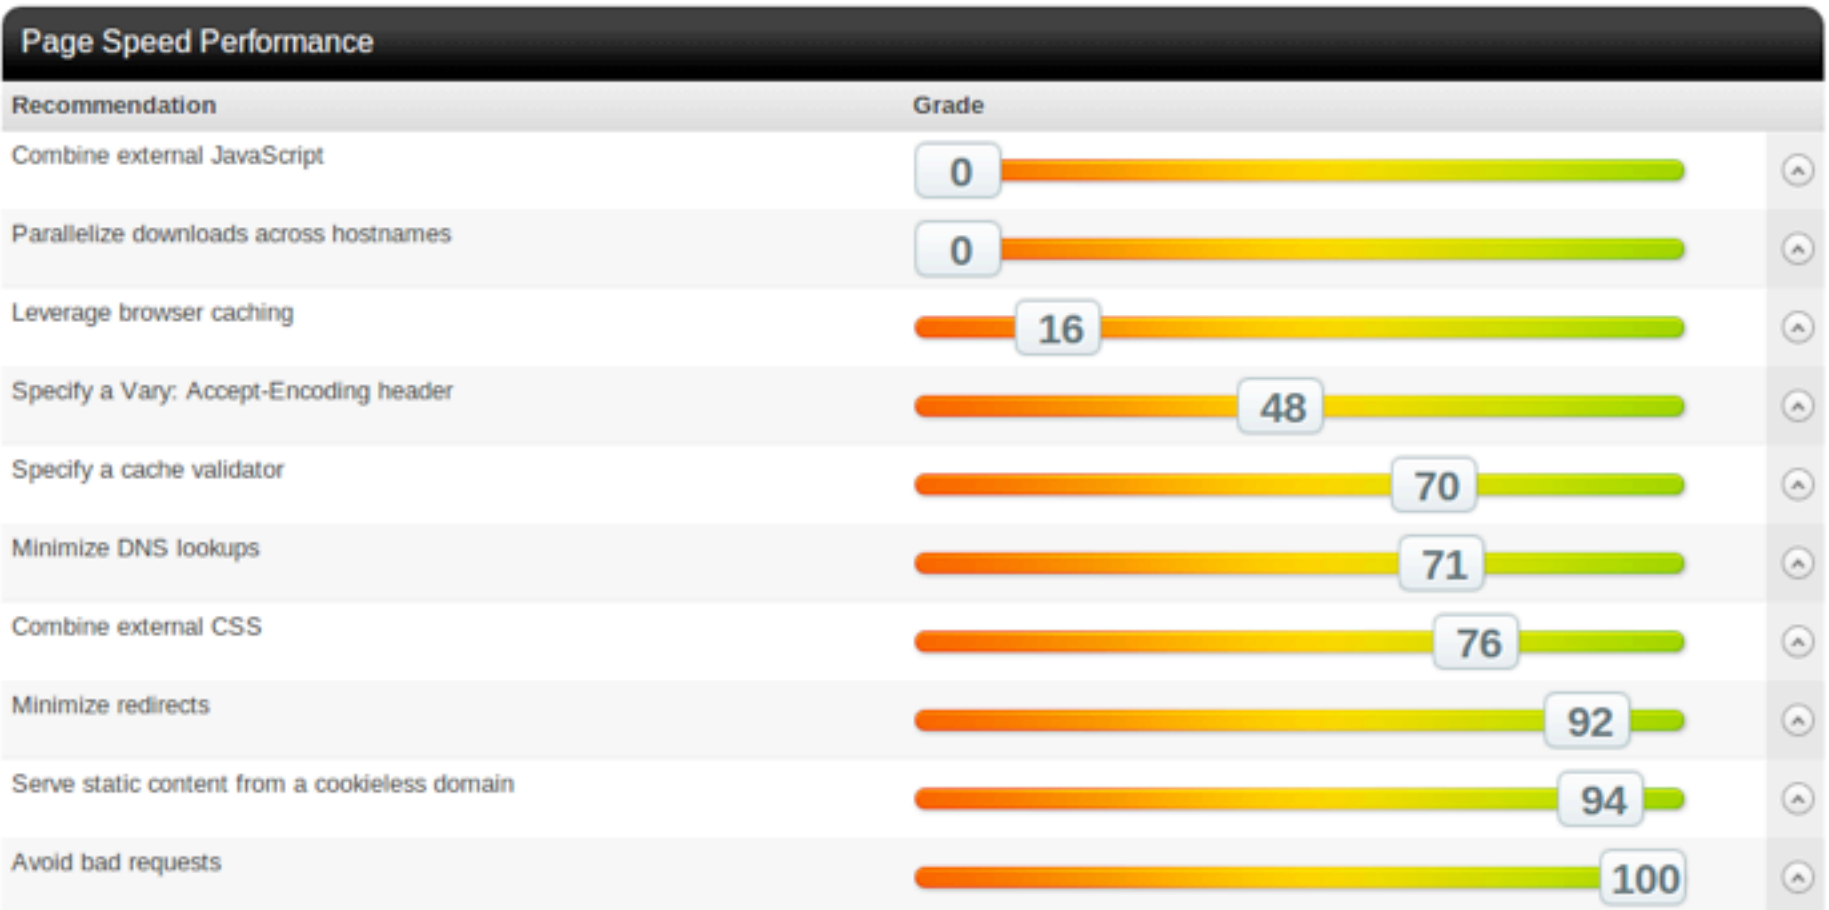 Page Speed Performance
Recommendation Grade
Combine external JavaScript 0
Parallelize downloads across hostnames 0
Leverage browser caching 16
Specify a Vary: Accept-Encoding header 48
Specify a cache validator 70
Minimize DNS lookups 71
Combine external CSS 76
Minimize redirects 92
Serve static content from a cookieless domain 94
Avoid bad requests 100